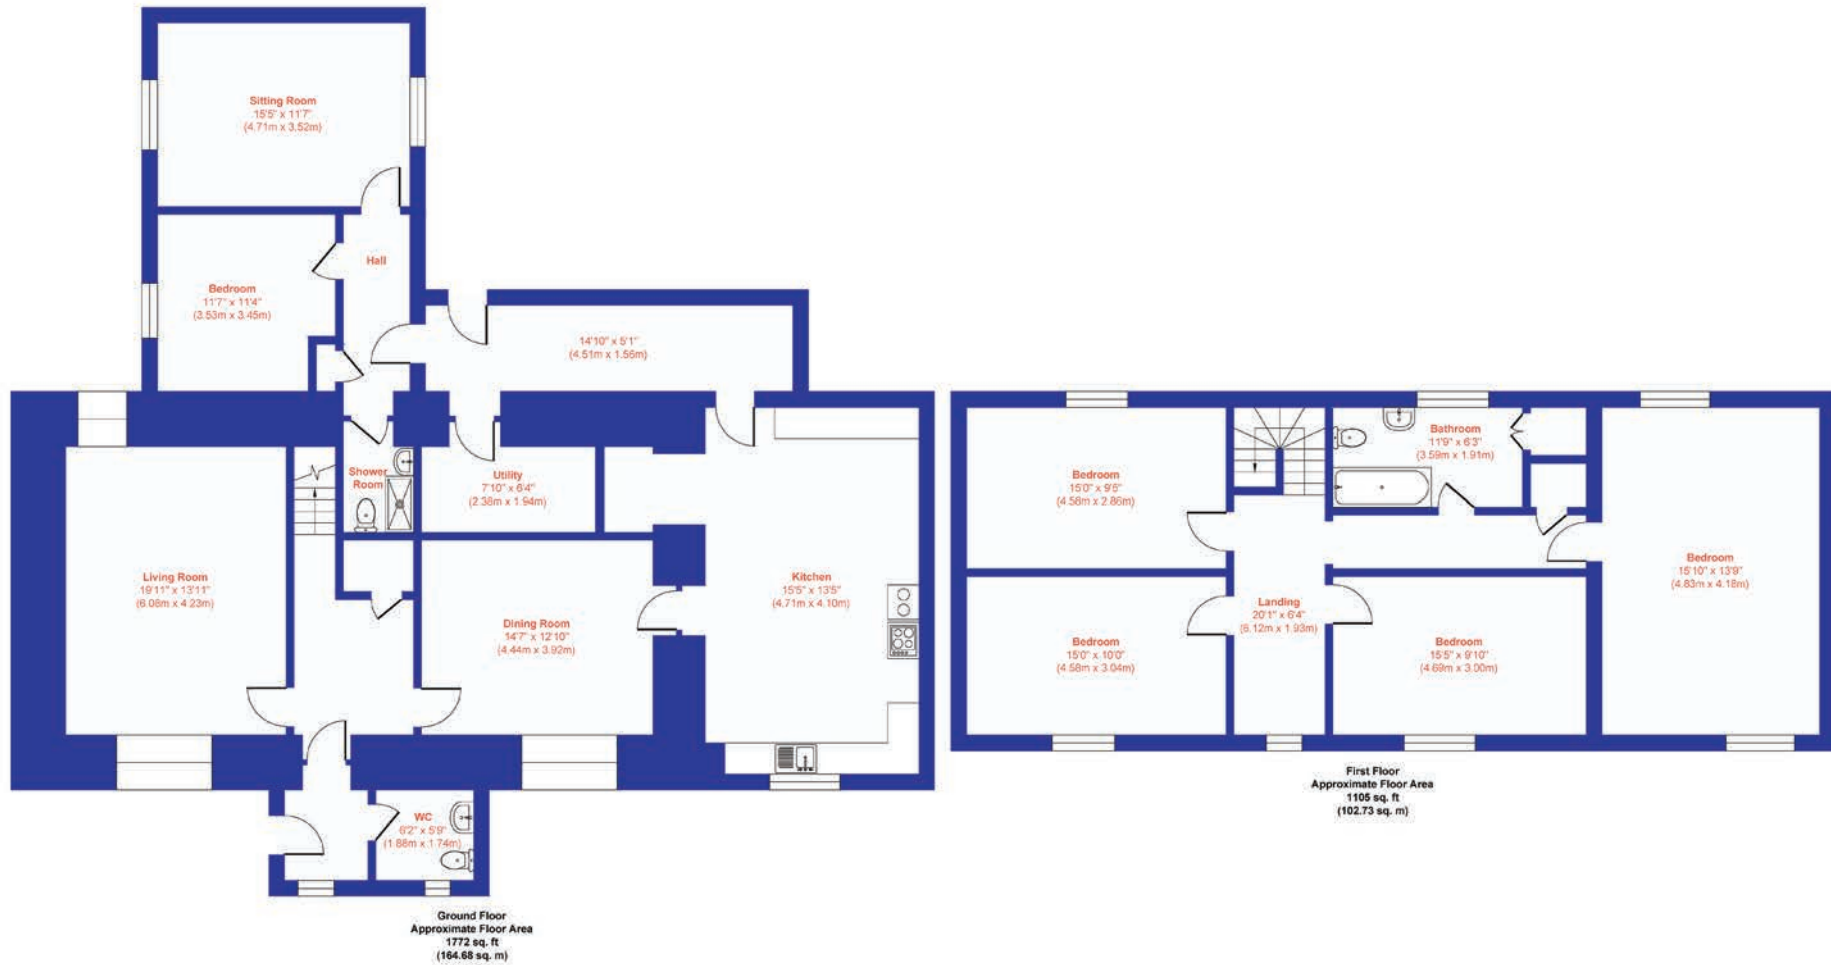 Sitting Room
15'5" x 11'7"
(4.71m x 3.52m)
Hall
Bedroom
11'7" x 11'4"
(3.53m x 3.45m)
14'10" x 5'1"
(4.51m x 1.56m)
Shower
Room
Utility
7'10" x 6'4"
(2.38m x 1.94m)
Living Room
19'11" x 13'11"
(6.08m x 4.23m)
Dining Room
14'7" x 12'10"
(4.44m x 3.92m)
Kitchen
15'5" x 13'5"
(4.71m x 4.10m)
WC
6'2" x 5'9"
(1.88m x 1.74m)
Ground Floor
Approximate Floor Area
1772 sq. ft
(164.68 sq. m)
Bedroom
15'0" x 9'5"
(4.58m x 2.86m)
Bathroom
11'9" x 6'3"
(3.59m x 1.91m)
Bedroom
15'10" x 13'9"
(4.83m x 4.18m)
Landing
20'1" x 6'4"
(6.12m x 1.93m)
Bedroom
15'0" x 10'0"
(4.58m x 3.04m)
Bedroom
15'5" x 9'10"
(4.69m x 3.00m)
First Floor
Approximate Floor Area
1105 sq. ft
(102.73 sq. m)